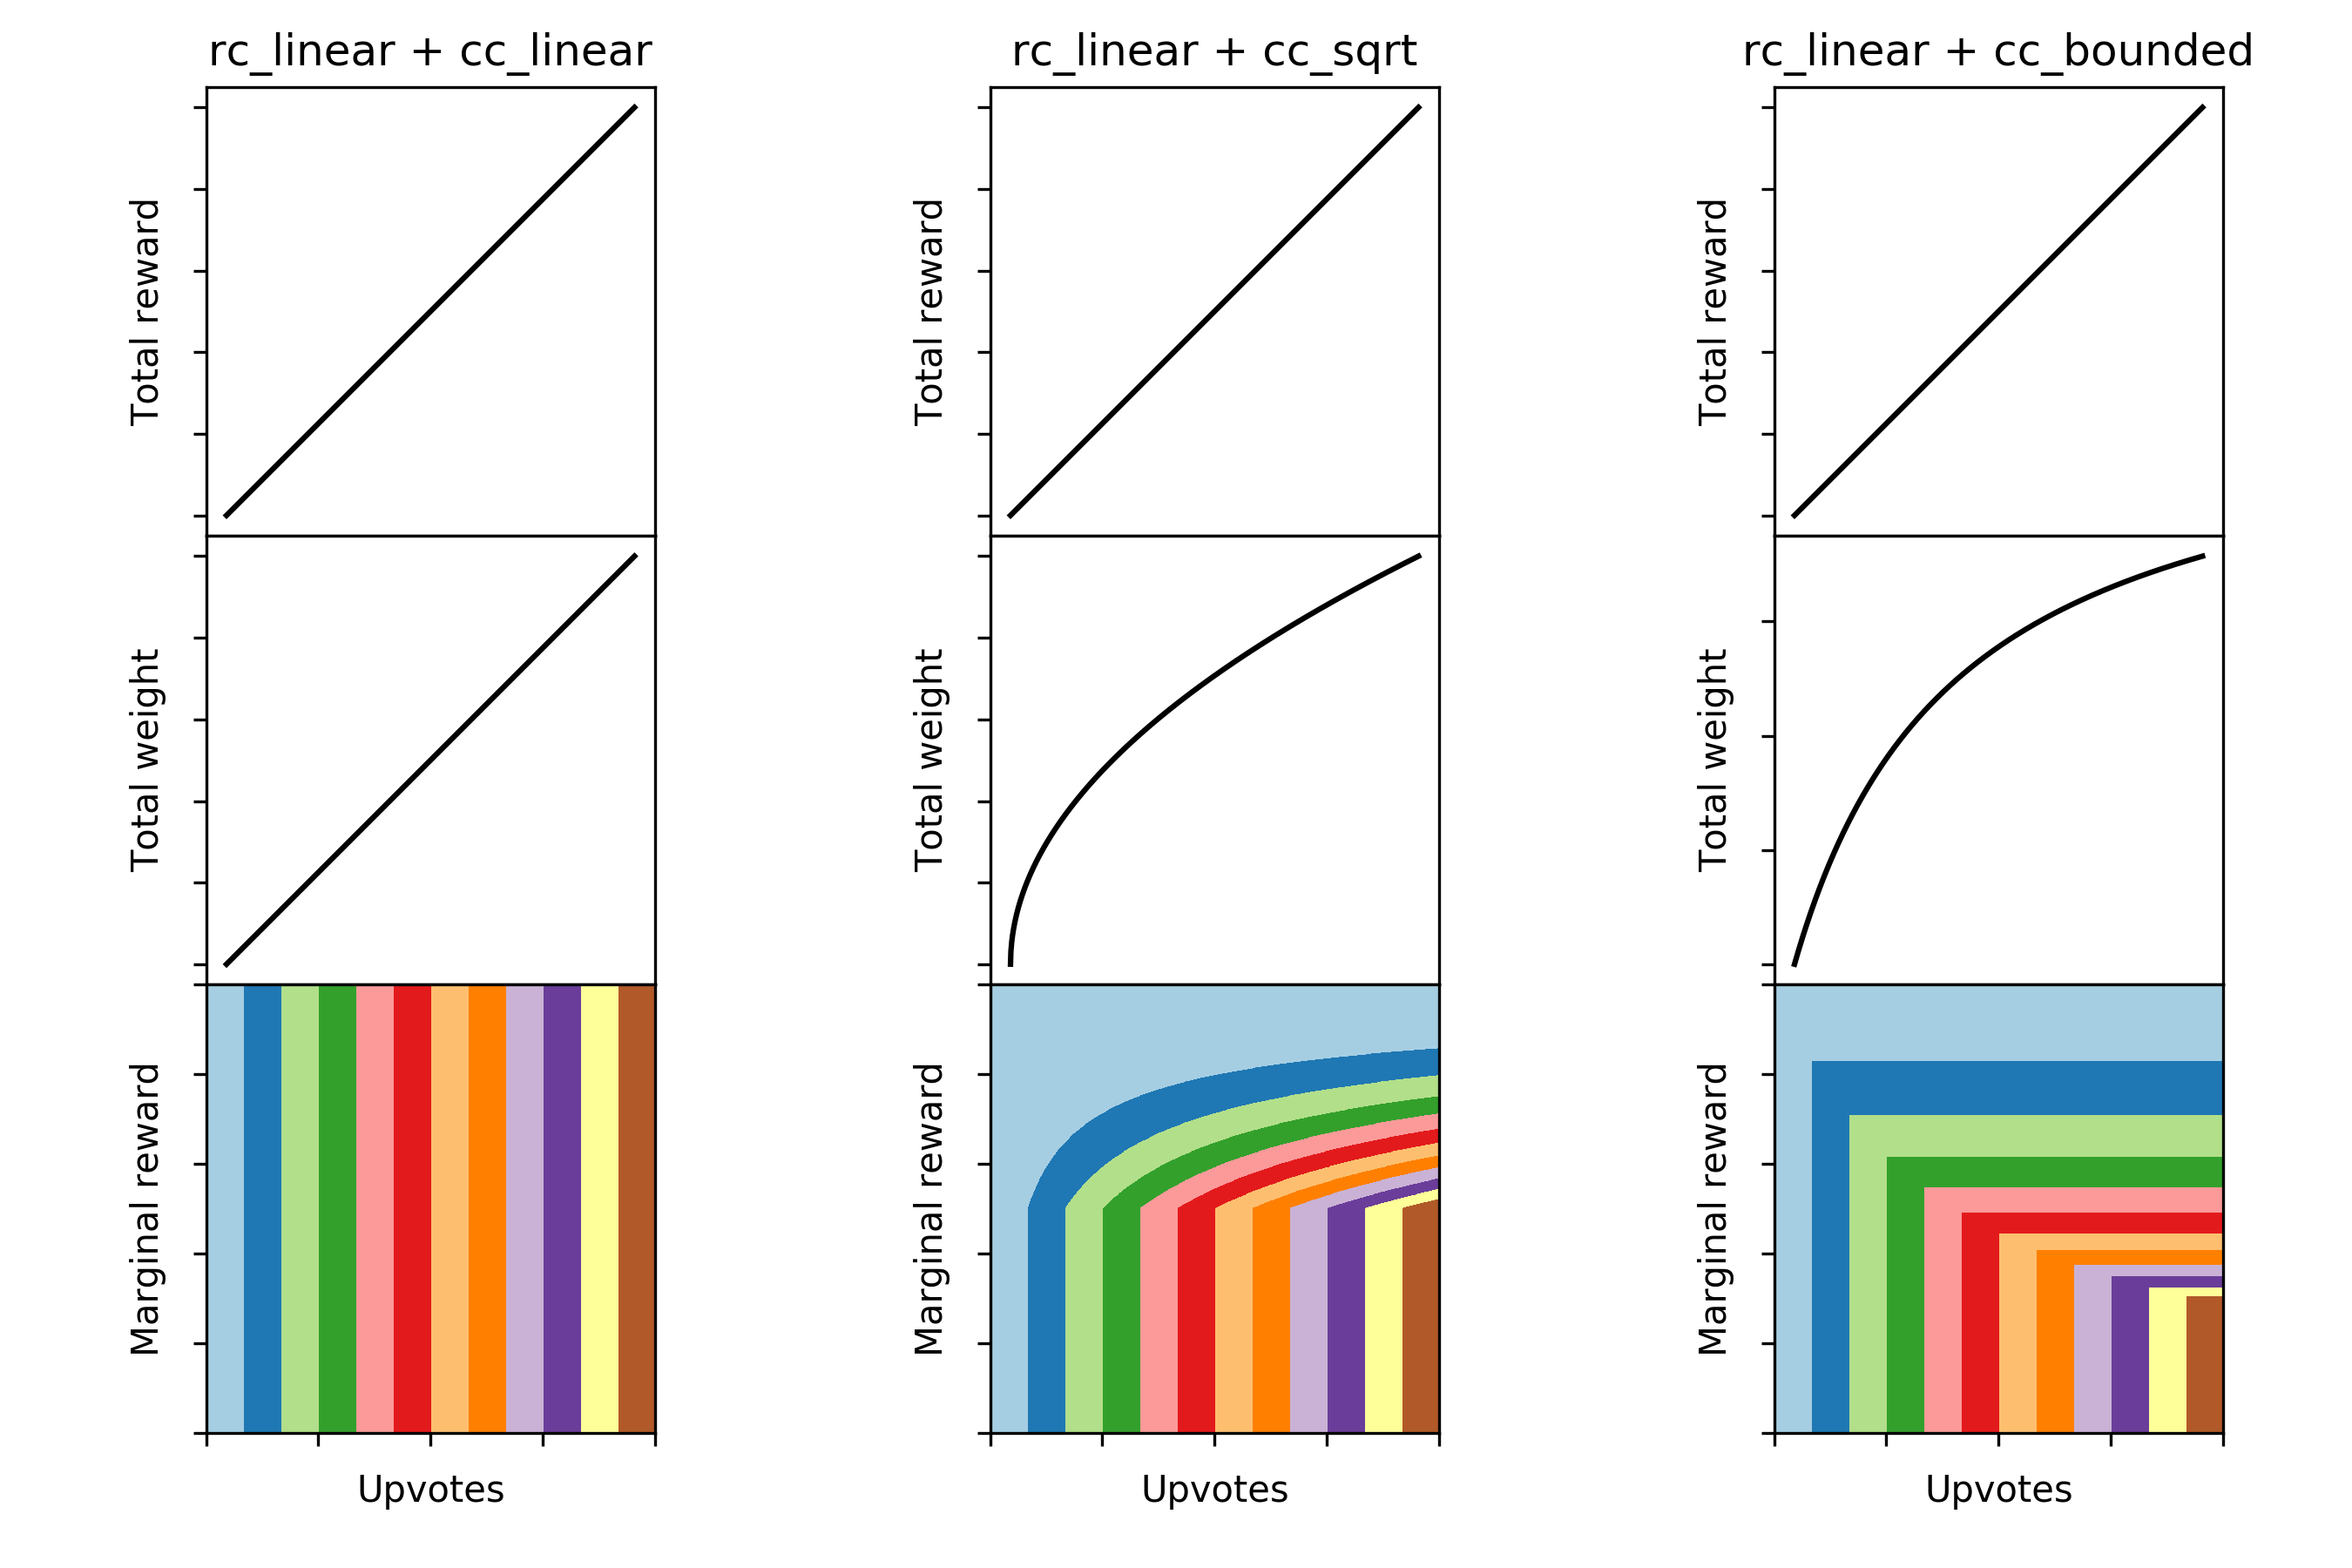 rc_linear + cc_linear
rc_linear + cc_sqrt
rc_linear + cc_bounded
Total reward
Total reward
Total reward
Total weight
Total weight
Total weight
Marginal reward
Marginal reward
Marginal reward
Upvotes
Upvotes
Upvotes